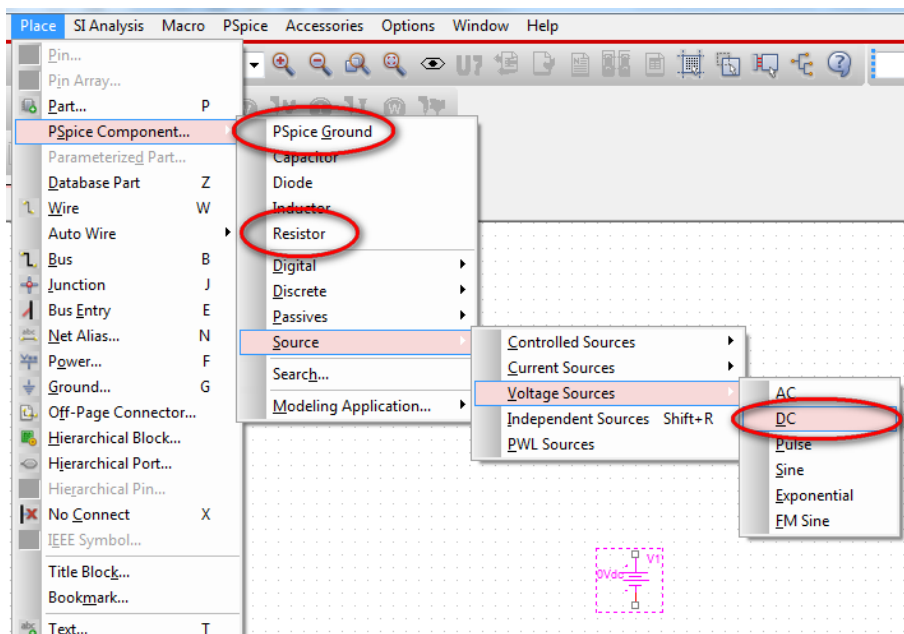 Place SI Analysis Macro PSpice Accessories Options Window Help
Pin...
Pin Array...
Part... P
PSpice Component...
Parameterized Part...
Database Part Z
Wire W
Auto Wire
Bus B
Junction J
Bus Entry E
Net Alias... N
Power... F
Ground... G
Off-Page Connector...
Hierarchical Block...
Hierarchical Port...
Hierarchical Pin...
No Connect X
IEEE Symbol...
Title Block...
Bookmark...
Text... T
PSpice Ground
Capacitor
Diode
Inductor
Resistor
Digital
Discrete
Passives
Source
Search...
Modeling Application...
Controlled Sources
Current Sources
Voltage Sources
Independent Sources Shift+R
PWL Sources
AC
DC
Pulse
Sine
Exponential
FM Sine
V1
0Vdc